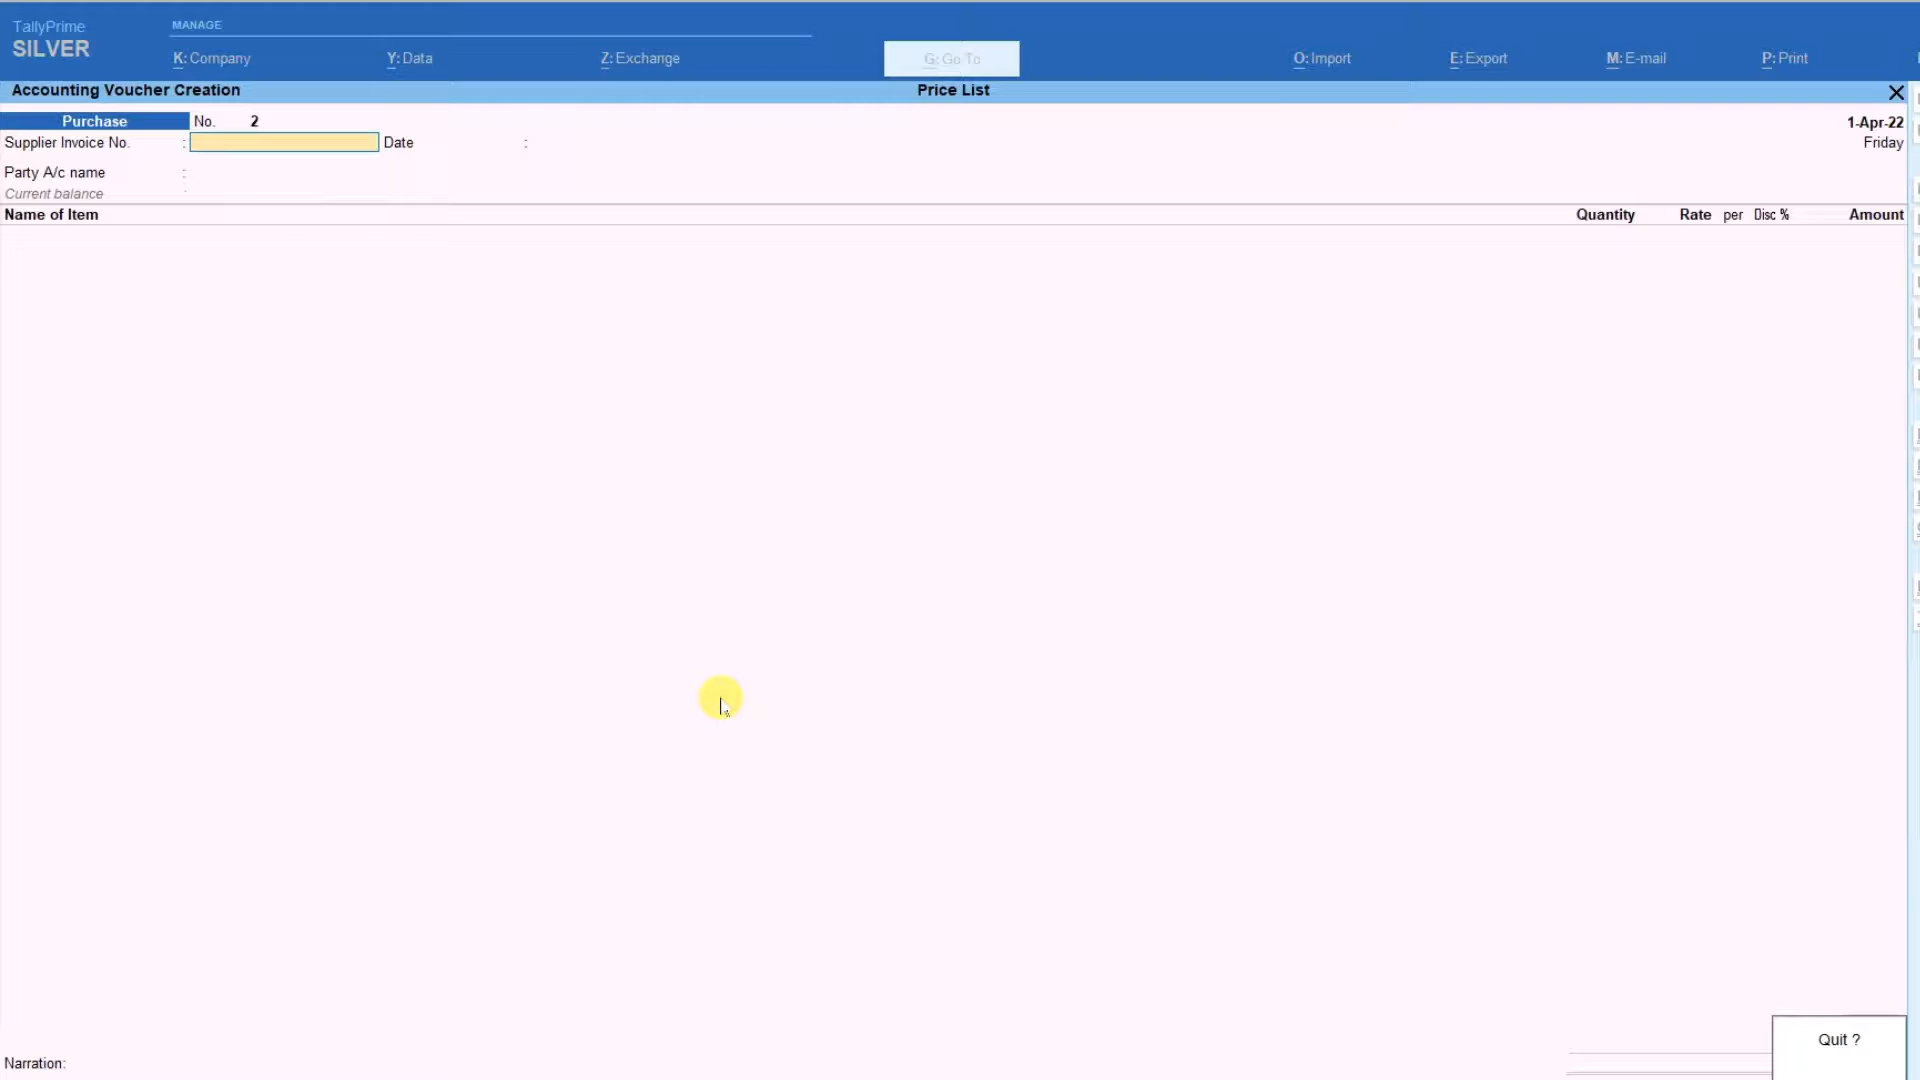 TallyPrime
SILVER
MANAGE
K: Company
Y: Data
Z: Exchange
G: Go To
O: Import
E: Export
M: E-mail
P: Print
Accounting Voucher Creation
Price List
Purchase No. 2
1-Apr-22
Supplier Invoice No. : Date :
Friday
Party A/c name :
Current balance :
Name of Item Quantity Rate per Disc % Amount
Quit ?
Narration: